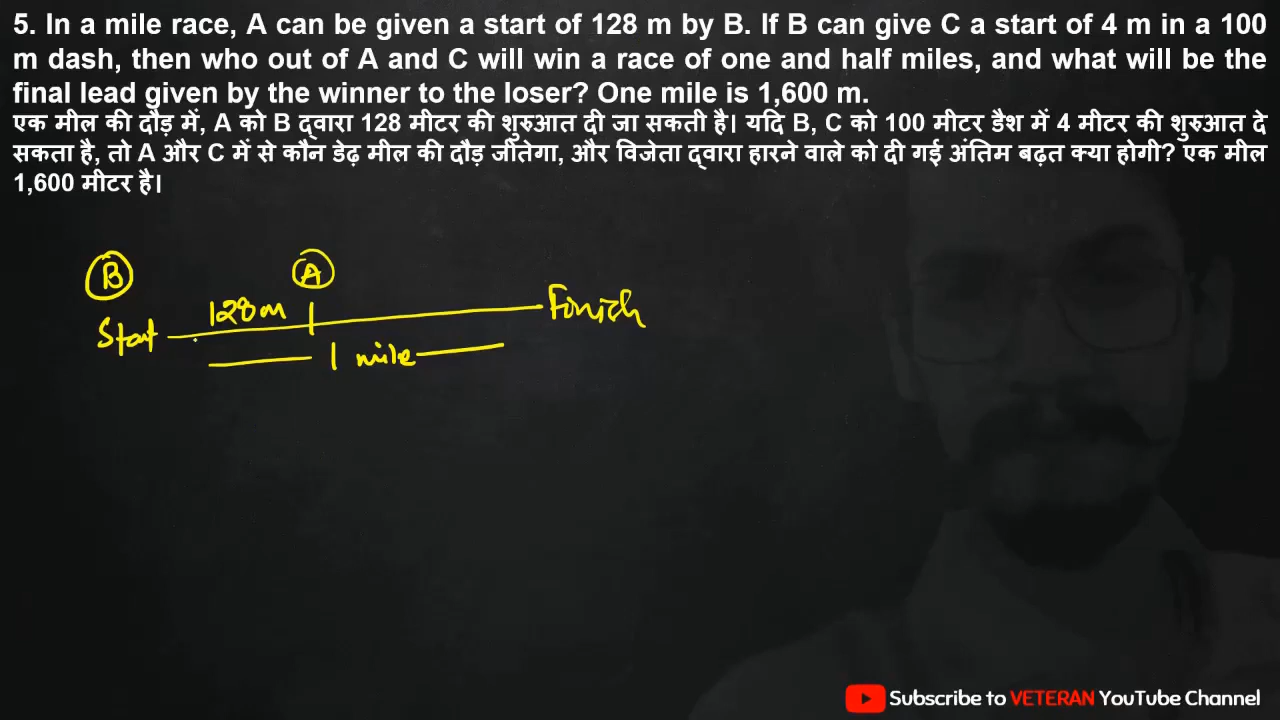 5. In a mile race, A can be given a start of 128 m by B. If B can give C a start of 4 m in a 100
m dash, then who out of A and C will win a race of one and half miles, and what will be the
final lead given by the winner to the loser? One mile is 1,600 m.
एक मील की दौड़ में, A को B द्वारा 128 मीटर की शुरुआत दी जा सकती है। यदि B, C को 100 मीटर डैश में 4 मीटर की शुरुआत दे
सकता है, तो A और C में से कौन डेढ़ मील की दौड़ जीतेगा, और विजेता द्वारा हारने वाले को दी गई अंतिम बढ़त क्या होगी? एक मील
1,600 मीटर है।
B A
Start 128m Finish
1 mile
Subscribe to VETERAN YouTube Channel